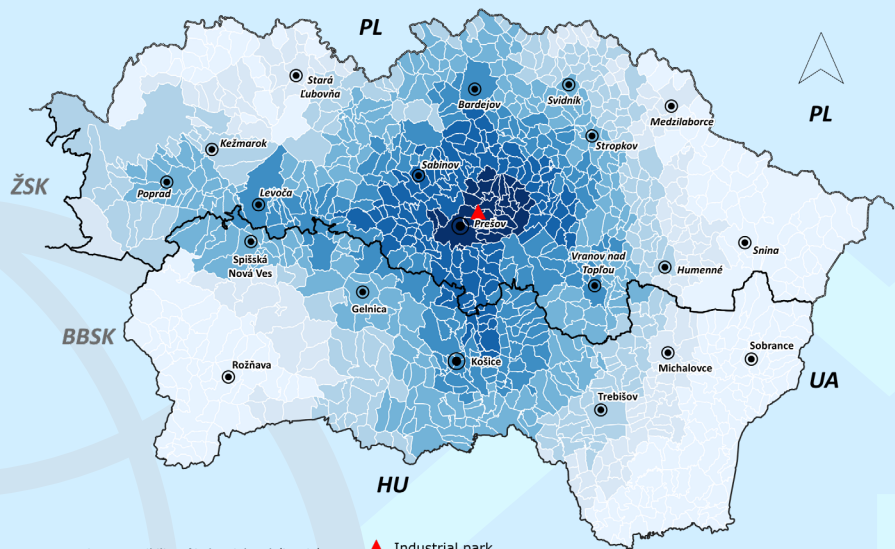 PL
Stará
Ľubovňa
Bardejov
Svidník
Medzilaborce
PL
Kežmarok
Stropkov
Sabinov
ŽSK
Poprad
Levoča
Prešov
Spišská
Nová Ves
Vranov nad
Topľou
Humenné
Snina
Gelnica
BBSK
Rožňava
Košice
Michalovce
Sobrance
UA
Trebišov
HU
Industrial park